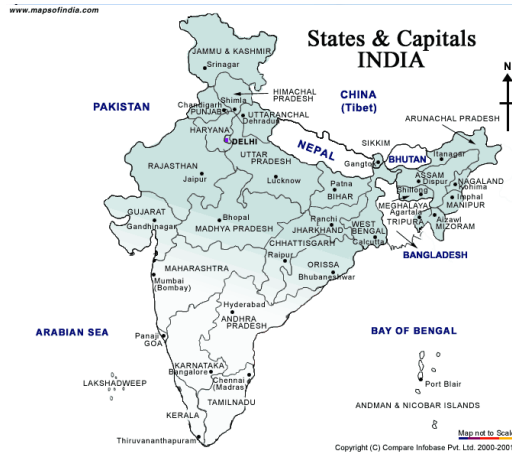 www.mapsofindia.com
States & Capitals
INDIA
N
JAMMU & KASHMIR
Srinagar
HIMACHAL
PRADESH
CHINA
(Tibet)
PAKISTAN
Chandigarh
Shimla
PUNJAB
UTTARANCHAL
Dehradun
ARUNACHAL PRADESH
HARYANA
DELHI
NEPAL
SIKKIM
Gangtok
BHUTAN
Itanagar
RAJASTHAN
Jaipur
UTTAR
PRADESH
Lucknow
Patna
BIHAR
ASSAM
Dispur
NAGALAND
Kohima
Shillong
MEGHALAYA
Imphal
MANIPUR
Agartala
TRIPURA
Aizawl
MIZORAM
GUJARAT
Gandhinagar
Bhopal
MADHYA PRADESH
Ranchi
JHARKHAND
WEST
BENGAL
Calcutta
CHHATTISGARH
Raipur
BANGLADESH
ORISSA
Bhubaneshwar
MAHARASHTRA
Mumbai
(Bombay)
Hyderabad
ANDHRA
PRADESH
ARABIAN SEA
BAY OF BENGAL
Panaji
GOA
KARNATAKA
Bangalore
Chennai
(Madras)
LAKSHADWEEP
TAMILNADU
KERALA
Thiruvananthapuram
Port Blair
ANDMAN & NICOBAR ISLANDS
Map not to Scale
Copyright (C) Compare Infobase Pvt. Ltd. 2000-2001